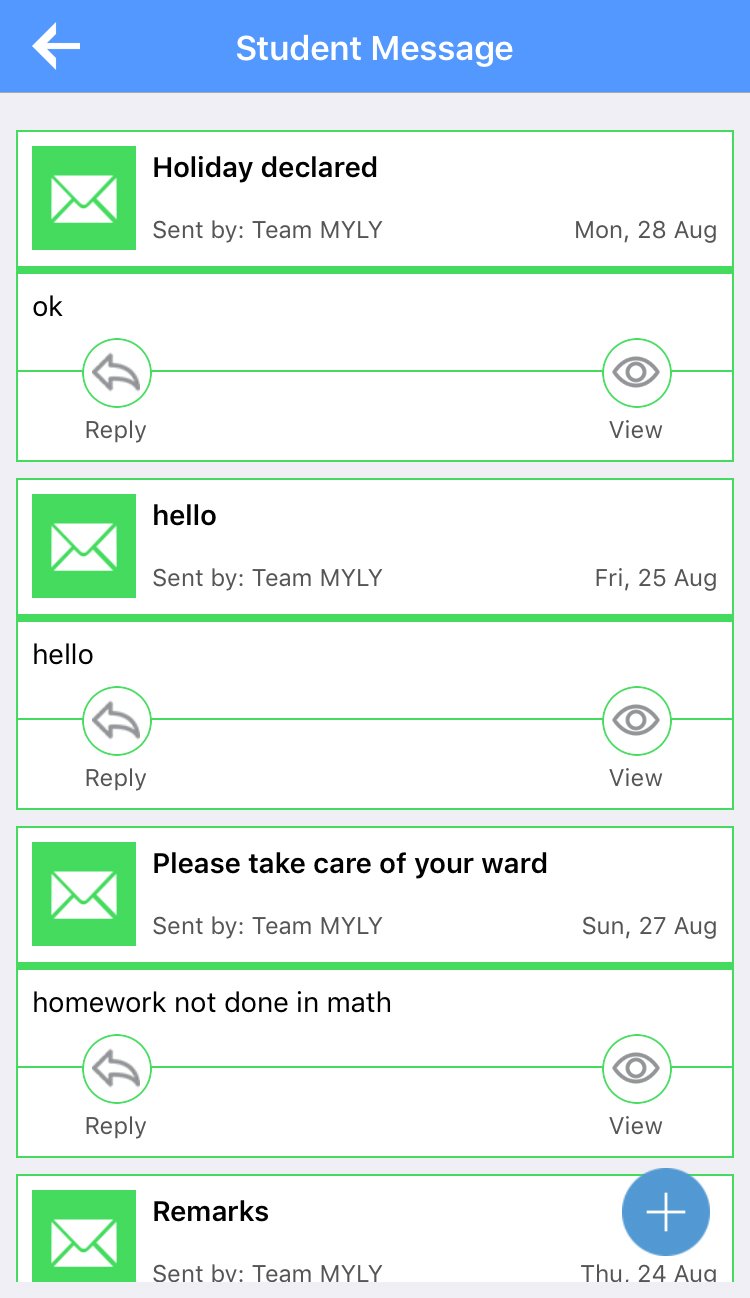 Student Message
Holiday declared
Sent by: Team MYLY Mon, 28 Aug
ok
Reply View
hello
Sent by: Team MYLY Fri, 25 Aug
hello
Reply View
Please take care of your ward
Sent by: Team MYLY Sun, 27 Aug
homework not done in math
Reply View
Remarks
Sent by: Team MYLY Thu, 24 Aug